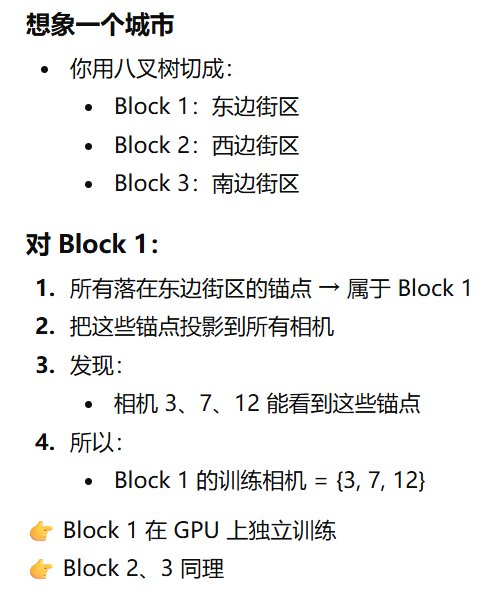 想象一个城市
• 你用八叉树切成：
• Block 1：东边街区
• Block 2：西边街区
• Block 3：南边街区
对 Block 1：
1. 所有落在东边街区的锚点 → 属于 Block 1
2. 把这些锚点投影到所有相机
3. 发现：
• 相机 3、7、12 能看到这些锚点
4. 所以：
• Block 1 的训练相机 = {3, 7, 12}
👉 Block 1 在 GPU 上独立训练
👉 Block 2、3 同理